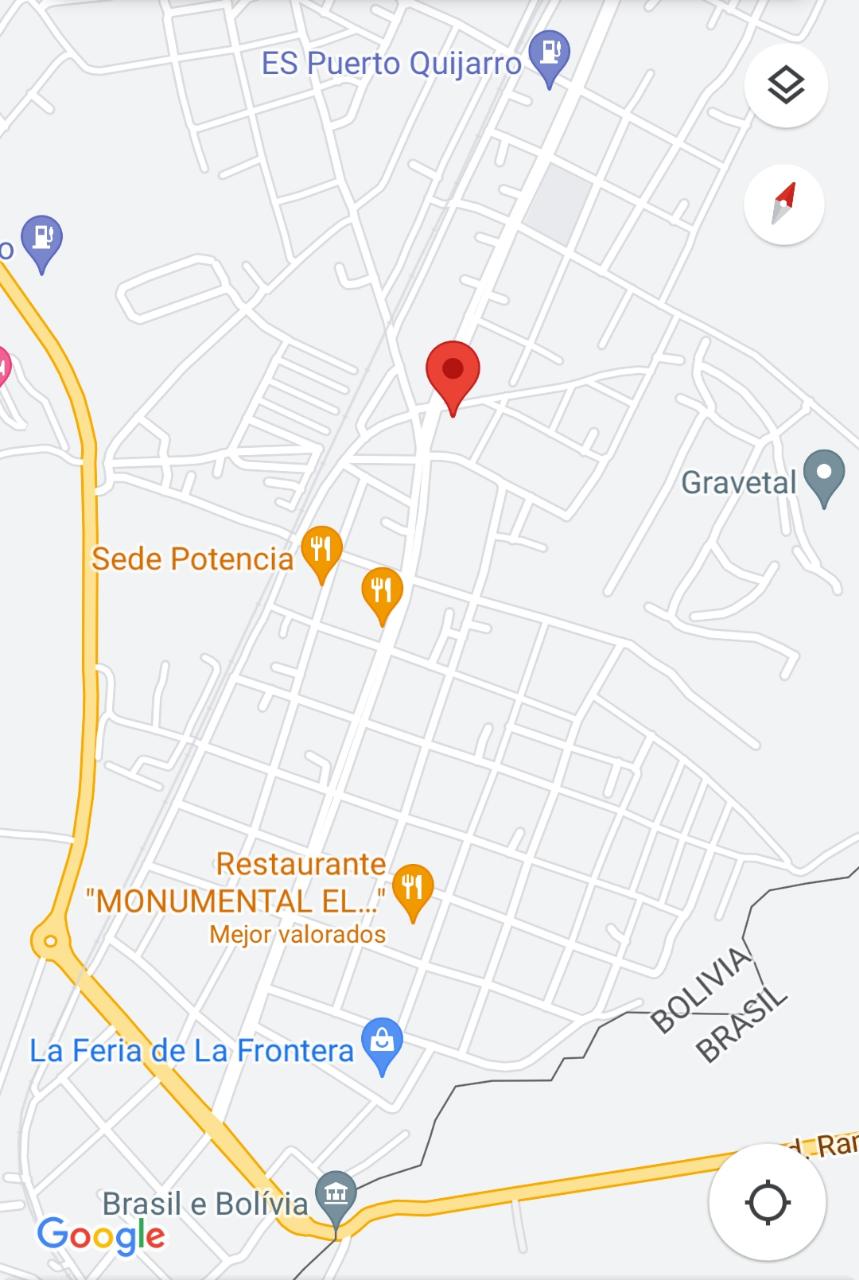 ES Puerto Quijarro
o
Gravetal
Sede Potencia
Restaurante
"MONUMENTAL EL..."
Mejor valorados
BOLIVIA
BRASIL
La Feria de La Frontera
d. Rar
Brasil e Bolívia
Google